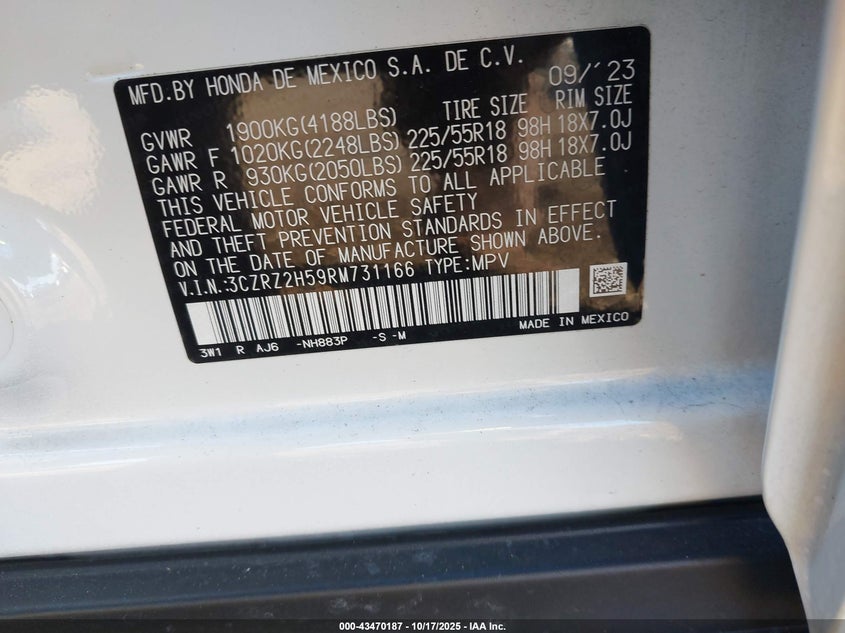 MFD.BY HONDA DE MEXICO S.A. DE C.V. 09/'23
TIRE SIZE RIM SIZE
GVWR 1900KG(4188LBS)
GAWR F 1020KG(2248LBS) 225/55R18 98H 18X7.0J
GAWR R 930KG(2050LBS) 225/55R18 98H 18X7.0J
THIS VEHICLE CONFORMS TO ALL APPLICABLE
FEDERAL MOTOR VEHICLE SAFETY
AND THEFT PREVENTION STANDARDS IN EFFECT
ON THE DATE OF MANUFACTURE SHOWN ABOVE.
V.I.N.:3CZRZ2H59RM731166 TYPE:MPV
3W1 R AJ6 -NH883P -S -M MADE IN MEXICO
000-43470187 - 10/17/2025 - IAA Inc.